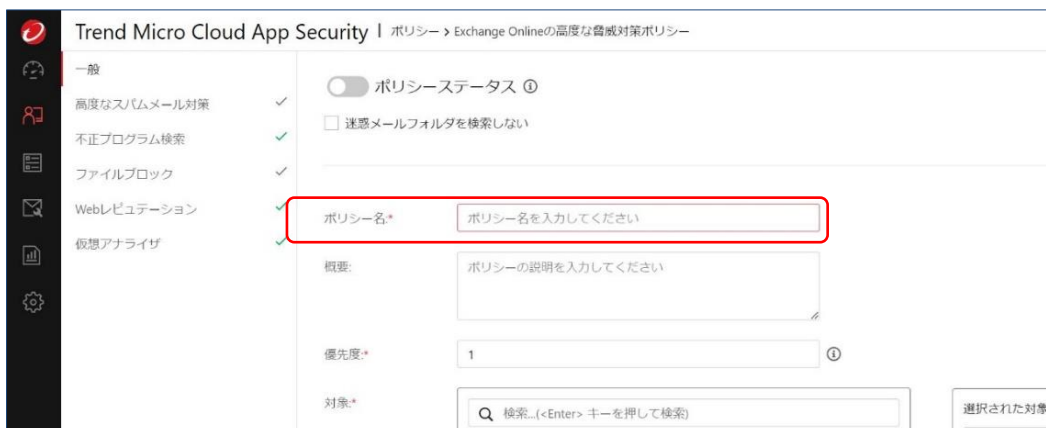 Trend Micro Cloud App Security | ポリシー > Exchange Onlineの高度な脅威対策ポリシー
一般
高度なスパムメール対策
不正プログラム検索
ファイルブロック
Webレピュテーション
仮想アナライザ
ポリシーステータス
迷惑メールフォルダを検索しない
ポリシー名:*
ポリシー名を入力してください
概要:
ポリシーの説明を入力してください
優先度:*
1
対象:*
検索...(<Enter> キーを押して検索)
選択された対象